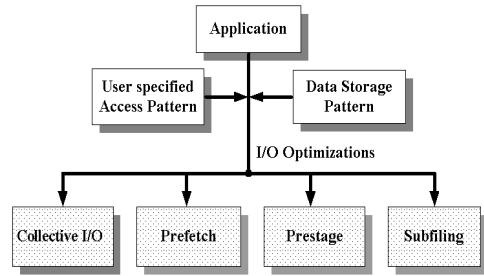 Application
User specified
Access Pattern
Data Storage
Pattern
I/O Optimizations
Collective I/O
Prefetch
Prestage
Subfiling